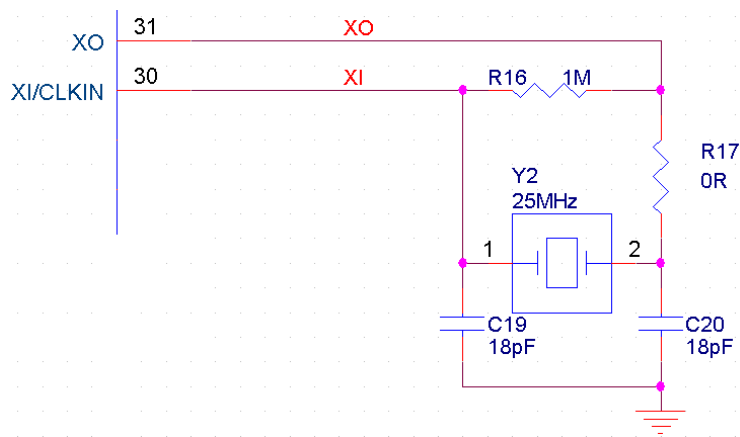 31 XO
XO
30 XI
XI/CLKIN
R16 1M
R17
0R
Y2
25MHz
1 2
C19
18pF
C20
18pF